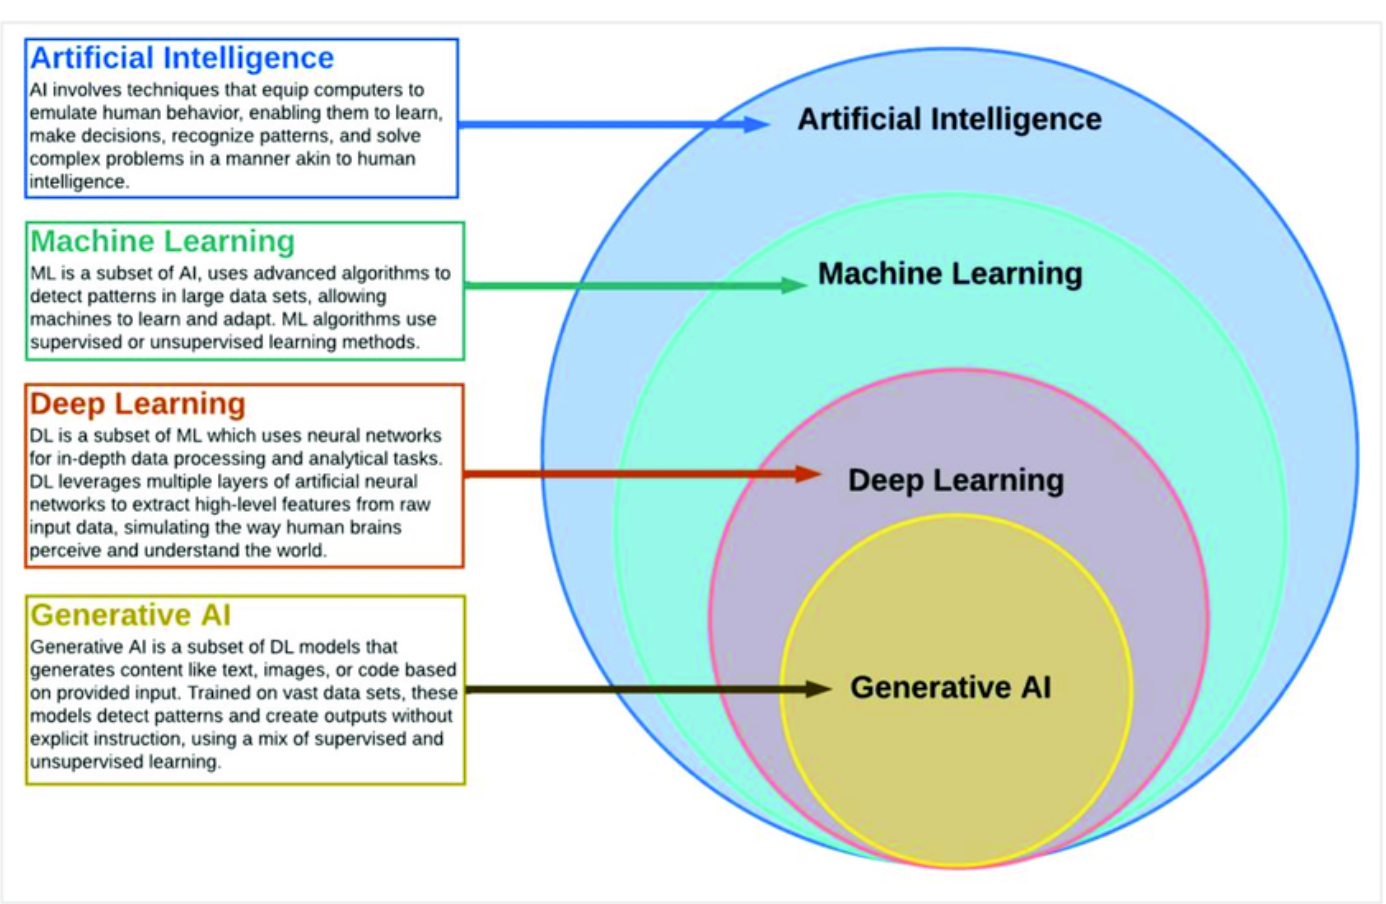 Artificial Intelligence
AI involves techniques that equip computers to
emulate human behavior, enabling them to learn,
make decisions, recognize patterns, and solve
complex problems in a manner akin to human
intelligence.
Machine Learning
ML is a subset of AI, uses advanced algorithms to
detect patterns in large data sets, allowing
machines to learn and adapt. ML algorithms use
supervised or unsupervised learning methods.
Deep Learning
DL is a subset of ML which uses neural networks
for in-depth data processing and analytical tasks.
DL leverages multiple layers of artificial neural
networks to extract high-level features from raw
input data, simulating the way human brains
perceive and understand the world.
Generative AI
Generative AI is a subset of DL models that
generates content like text, images, or code based
on provided input. Trained on vast data sets, these
models detect patterns and create outputs without
explicit instruction, using a mix of supervised and
unsupervised learning.
Artificial Intelligence
Machine Learning
Deep Learning
Generative AI